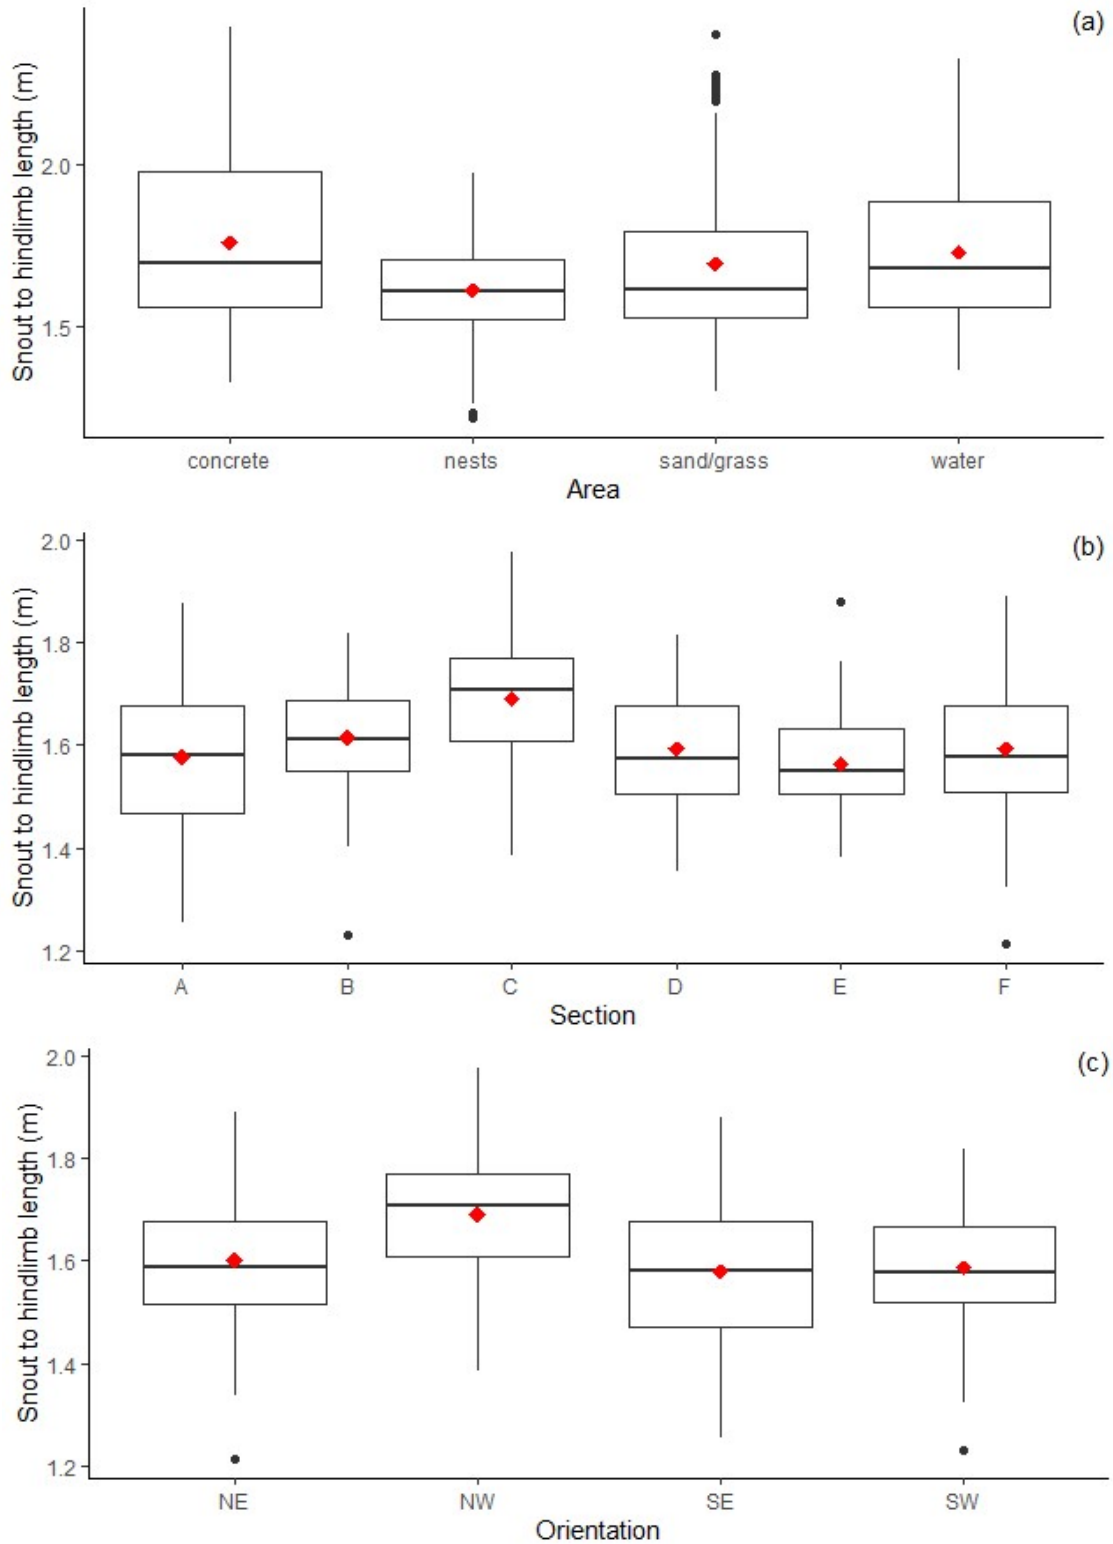 (a)
Snout to hindlimb length (m)
2.0
1.5
concrete nests sand/grass water
Area
(b)
Snout to hindlimb length (m)
2.0
1.8
1.6
1.4
1.2
A B C D E F
Section
(c)
Snout to hindlimb length (m)
2.0
1.8
1.6
1.4
1.2
NE NW SE SW
Orientation